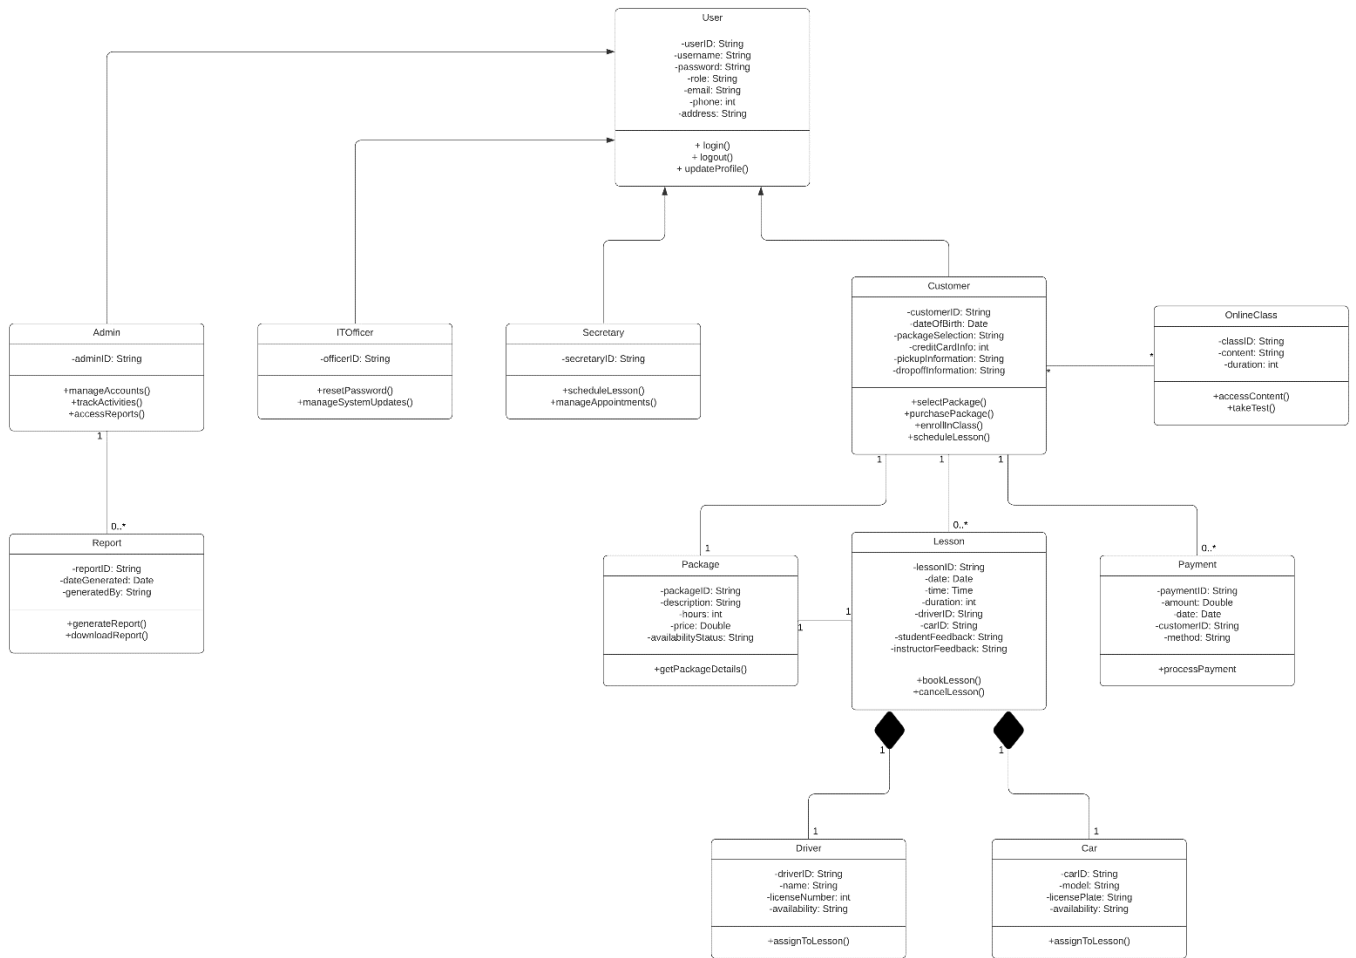 User
-userID: String
-username: String
-password: String
-role: String
-email: String
-phone: int
-address: String
+ login()
+ logout()
+ updateProfile()
Admin
-adminID: String
+manageAccounts()
+trackActivities()
+accessReports()
1
0..*
ITOfficer
-officerID: String
+resetPassword()
+manageSystemUpdates()
Secretary
-secretaryID: String
+scheduleLesson()
+manageAppointments()
Customer
-customerID: String
-dateOfBirth: Date
-packageSelection: String
-creditCardInfo: int
-pickupInformation: String
-dropoffInformation: String
+selectPackage()
+purchasePackage()
+enrollInClass()
+scheduleLesson()
*
*
OnlineClass
-classID: String
-content: String
-duration: int
+accessContent()
+takeTest()
1
1
1
1
0..*
0..*
Report
-reportID: String
-dateGenerated: Date
-generatedBy: String
+generateReport()
+downloadReport()
Package
-packageID: String
-description: String
-hours: int
-price: Double
-availabilityStatus: String
+getPackageDetails()
1
1
Lesson
-lessonID: String
-date: Date
-time: Time
-duration: int
-driverID: String
-carID: String
-studentFeedback: String
-instructorFeedback: String
+bookLesson()
+cancelLesson()
Payment
-paymentID: String
-amount: Double
-date: Date
-customerID: String
-method: String
+processPayment
1
1
1
1
Driver
-driverID: String
-name: String
-licenseNumber: int
-availability: String
+assignToLesson()
Car
-carID: String
-model: String
-licensePlate: String
-availability: String
+assignToLesson()